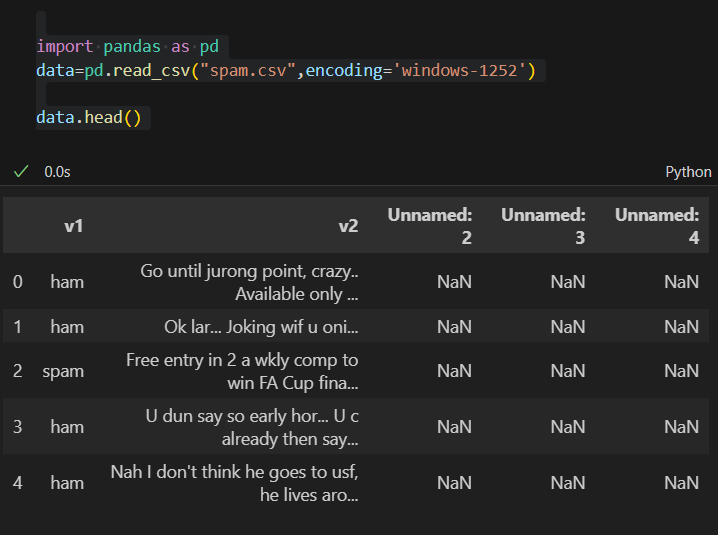 import pandas as pd
data=pd.read_csv("spam.csv",encoding='windows-1252')
data.head()
0.0s
Python
v1 v2 Unnamed: 2 Unnamed: 3 Unnamed: 4
0 ham Go until jurong point, crazy.. Available only ... NaN NaN NaN
1 ham Ok lar... Joking wif u oni... NaN NaN NaN
2 spam Free entry in 2 a wkly comp to win FA Cup fina... NaN NaN NaN
3 ham U dun say so early hor... U c already then say... NaN NaN NaN
4 ham Nah I don't think he goes to usf, he lives aro... NaN NaN NaN